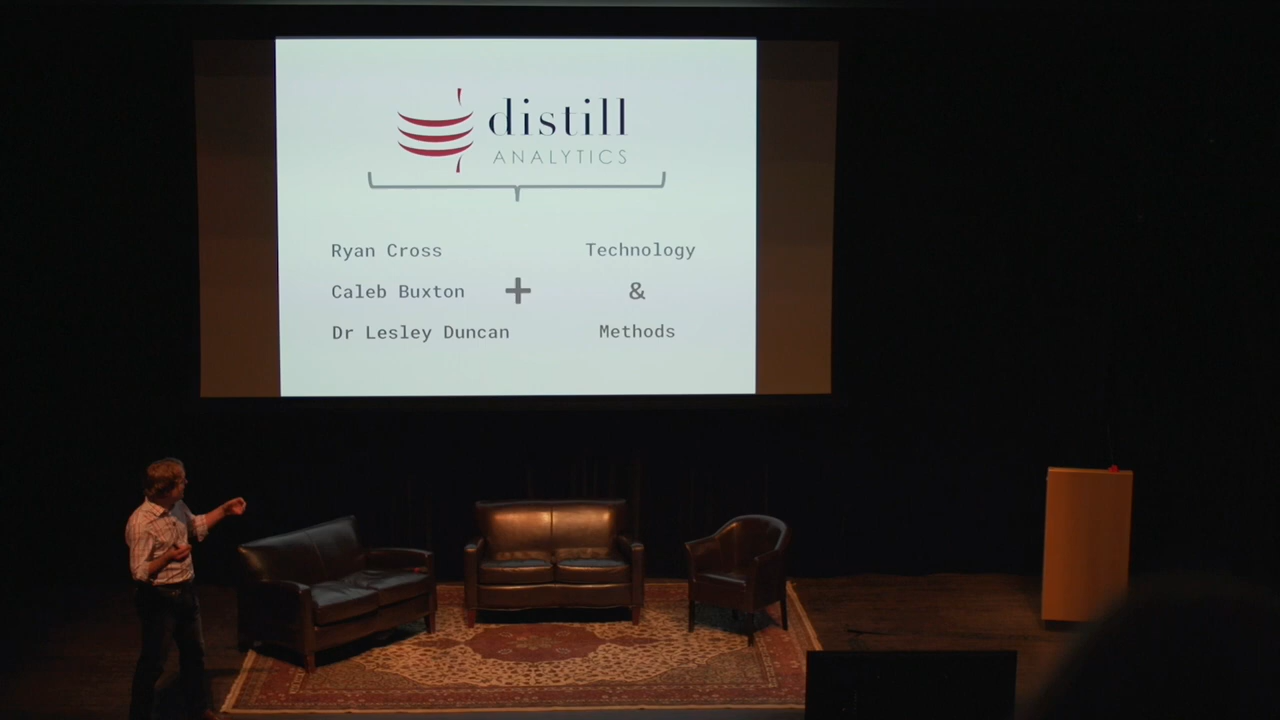 distill
ANALYTICS
Ryan Cross
Technology
Caleb Buxton
+
&
Dr Lesley Duncan
Methods